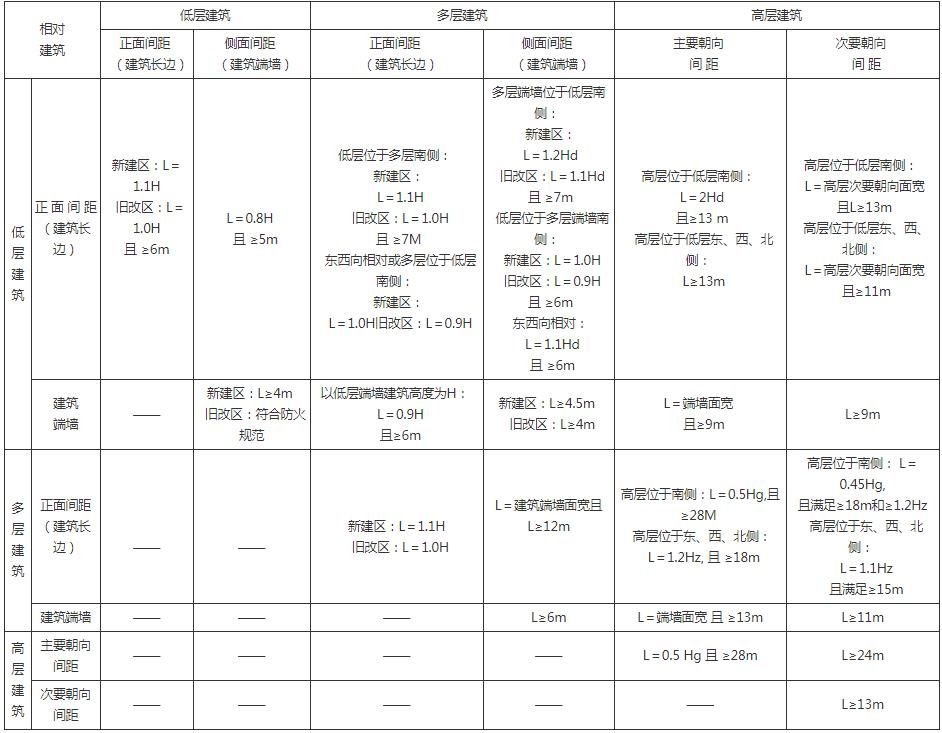 相对
建筑
低层建筑
多层建筑
高层建筑
正面间距
（建筑长边）
侧面间距
（建筑端墙）
正面间距
（建筑长边）
侧面间距
（建筑端墙）
主要朝向
间 距
次要朝向
间 距
低
层
建
筑
正 面 间 距
（建筑长
边）
新建区：L＝
1.1H
旧改区：L＝
1.0H
且 ≥6m
L＝0.8H
且 ≥5m
低层位于多层南侧：
新建区：
L＝1.1H
旧改区：L＝1.0H
且 ≥7M
东西向相对或多层位于低层
南侧：
新建区：
L＝1.0H旧改区：L＝0.9H
多层端墙位于低层南
侧：
新建区：
L＝1.2Hd
旧改区：L＝1.1Hd
且 ≥7m
低层位于多层端墙南
侧：
新建区：L＝1.0H
旧改区：L＝0.9H
且 ≥6m
东西向相对：
L＝1.1Hd
且 ≥6m
高层位于低层南侧：
L＝2Hd
且≥13 m
高层位于低层东、西、北
侧：
L≥13m
高层位于低层南侧：
L＝高层次要朝向面宽
且L≥13m
高层位于低层东、西、
北侧：
L＝高层次要朝向面宽
且≥11m
建筑
端墙
——
新建区：L≥4m
旧改区：符合防火
规范
以低层端墙建筑高度为H：
L＝0.9H
且≥6m
新建区：L≥4.5m
旧改区：L≥4m
L＝端墙面宽
且≥9m
L≥9m
多
层
建
筑
正面间距
（建筑长
边）
——
——
新建区：L＝1.1H
旧改区：L＝1.0H
L＝建筑端墙面宽且
L≥12m
高层位于南侧：L＝0.5Hg,且
≥28M
高层位于东、西、北侧：
L＝1.2Hz, 且 ≥18m
高层位于南侧： L＝
0.45Hg,
且满足≥18m和≥1.2Hz
高层位于东、西、北
侧：
L＝1.1Hz
且满足≥15m
建筑端墙
——
——
——
L≥6m
L＝端墙面宽 且 ≥13m
L≥11m
高
层
建
筑
主要朝向
间距
——
——
——
——
L＝0.5 Hg 且 ≥28m
L≥24m
次要朝向
间距
——
——
——
——
——
L≥13m